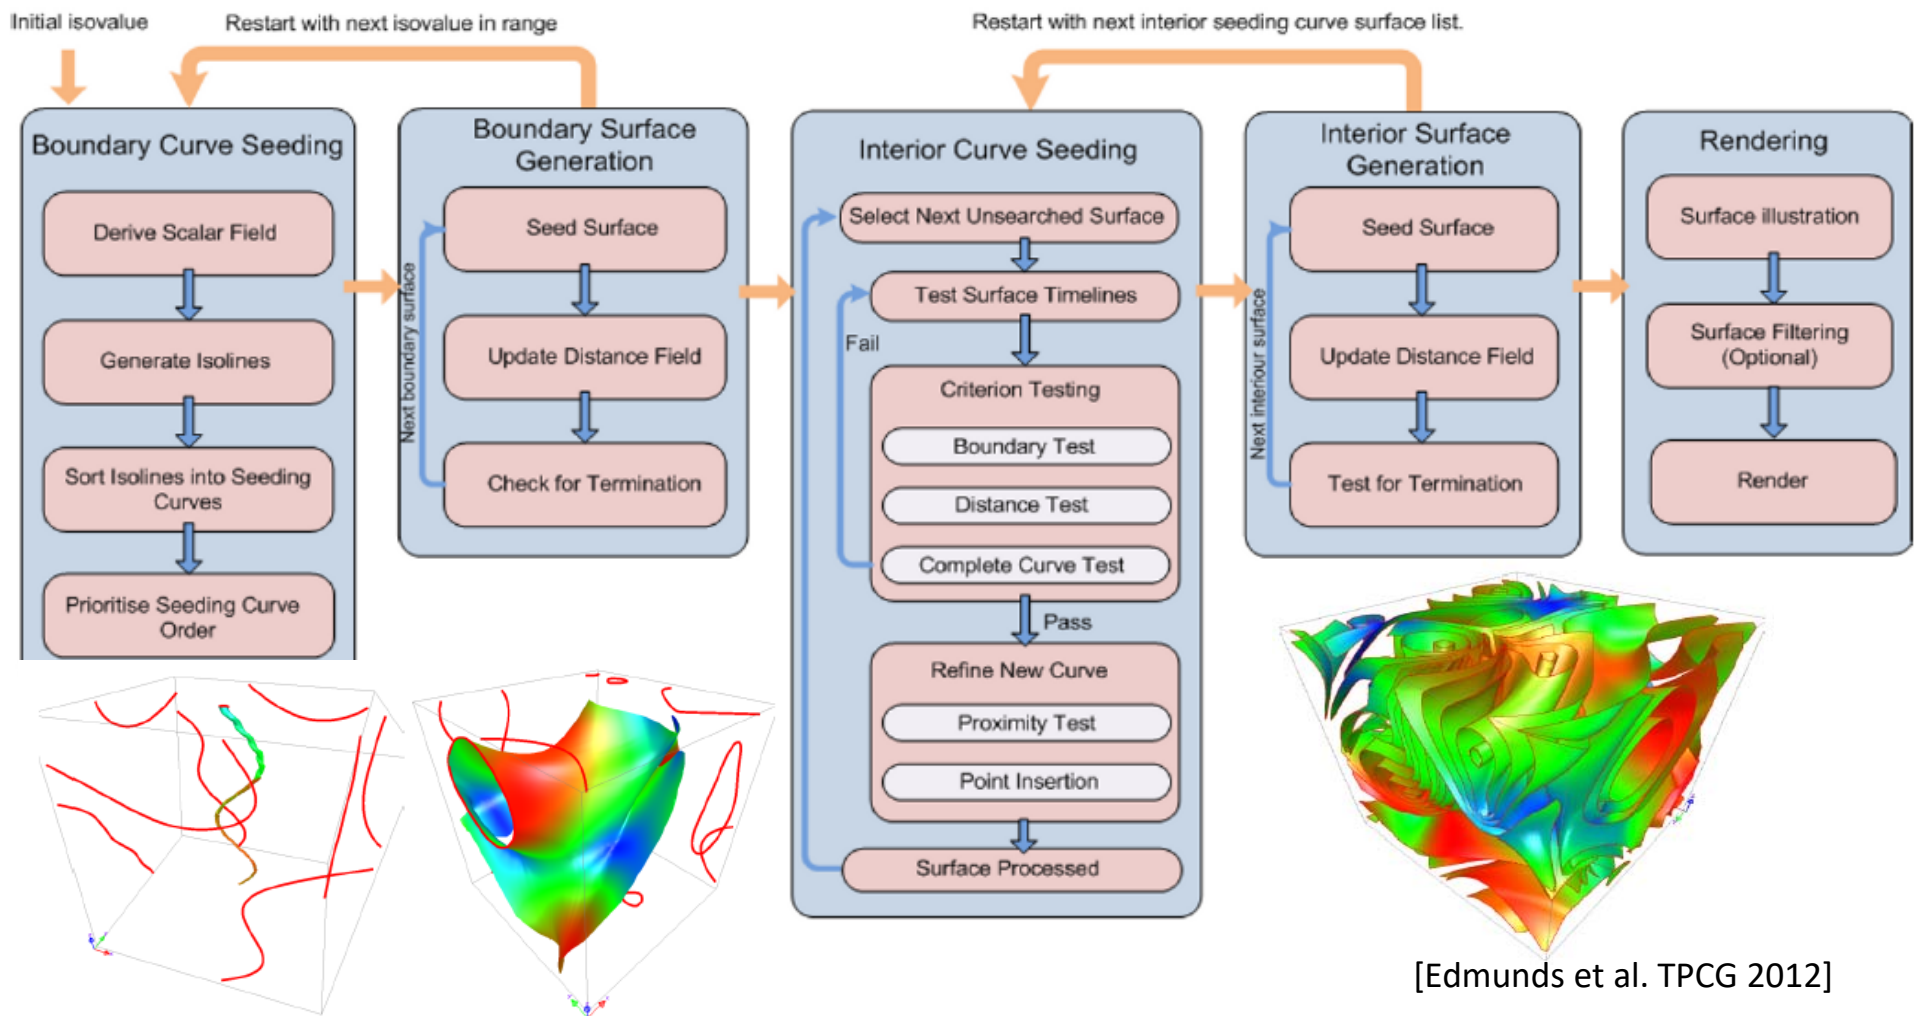 Initial isovalue
Restart with next isovalue in range
Restart with next interior seeding curve surface list.
Boundary Curve Seeding
Derive Scalar Field
Generate Isolines
Sort Isolines into Seeding
Curves
Prioritise Seeding Curve
Order
Boundary Surface
Generation
Next boundary surface
Seed Surface
Update Distance Field
Check for Termination
Interior Curve Seeding
Select Next Unsearched Surface
Test Surface Timelines
Fail
Criterion Testing
Boundary Test
Distance Test
Complete Curve Test
Pass
Refine New Curve
Proximity Test
Point Insertion
Surface Processed
Interior Surface
Generation
Next interiour surface
Seed Surface
Update Distance Field
Test for Termination
Rendering
Surface illustration
Surface Filtering
(Optional)
Render
[Edmunds et al. TPCG 2012]